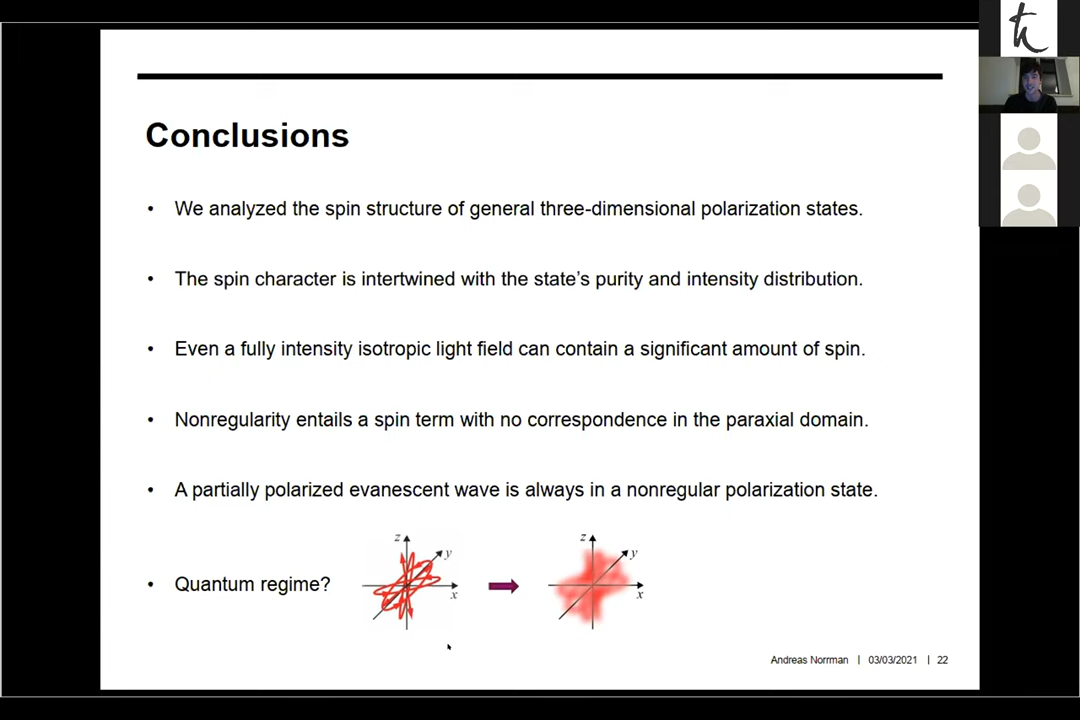 Conclusions
• We analyzed the spin structure of general three-dimensional polarization states.
• The spin character is intertwined with the state’s purity and intensity distribution.
• Even a fully intensity isotropic light field can contain a significant amount of spin.
• Nonregularity entails a spin term with no correspondence in the paraxial domain.
• A partially polarized evanescent wave is always in a nonregular polarization state.
• Quantum regime?
z
y
x
z
y
x
Andreas Norrman | 03/03/2021 | 22